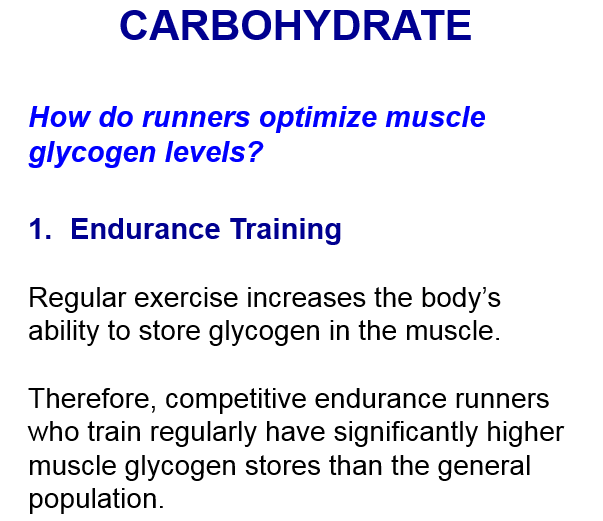 CARBOHYDRATE
How do runners optimize muscle
glycogen levels?
1. Endurance Training
Regular exercise increases the body’s
ability to store glycogen in the muscle.
Therefore, competitive endurance runners
who train regularly have significantly higher
muscle glycogen stores than the general
population.